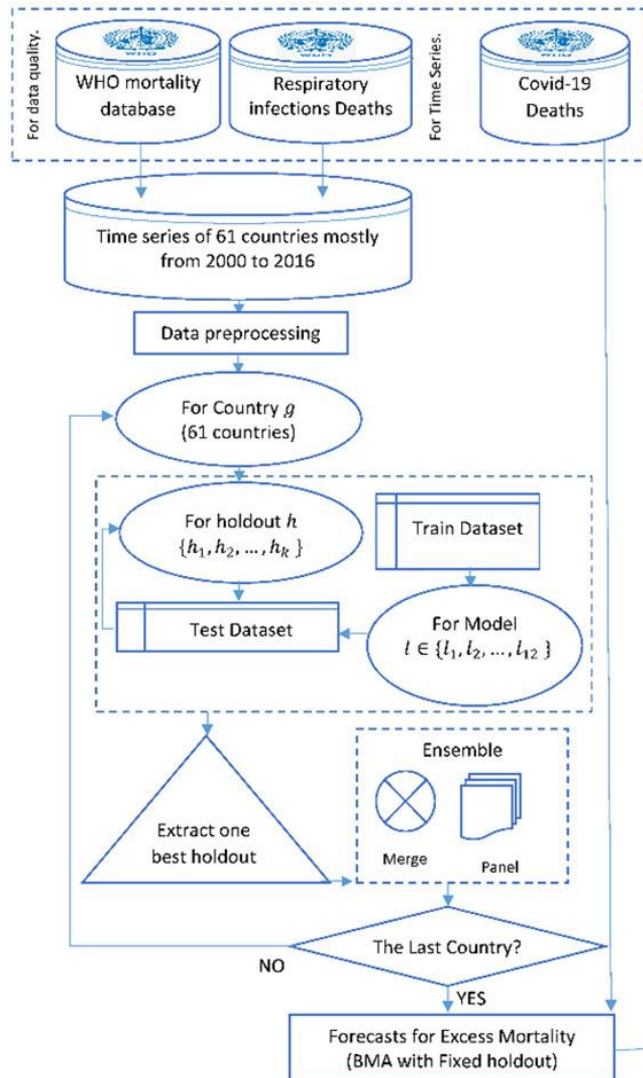 For data quality.
WHO mortality
database
Respiratory
infections Deaths
For Time Series.
Covid-19
Deaths
Time series of 61 countries mostly
from 2000 to 2016
Data preprocessing
For Country g
(61 countries)
For holdout h
{h₁, h₂, ..., hₖ }
Train Dataset
Test Dataset
For Model
l ∈ {l₁, l₂, ..., l₁₂ }
Extract one
best holdout
Ensemble
Merge
Panel
The Last Country?
NO
YES
Forecasts for Excess Mortality
(BMA with Fixed holdout)